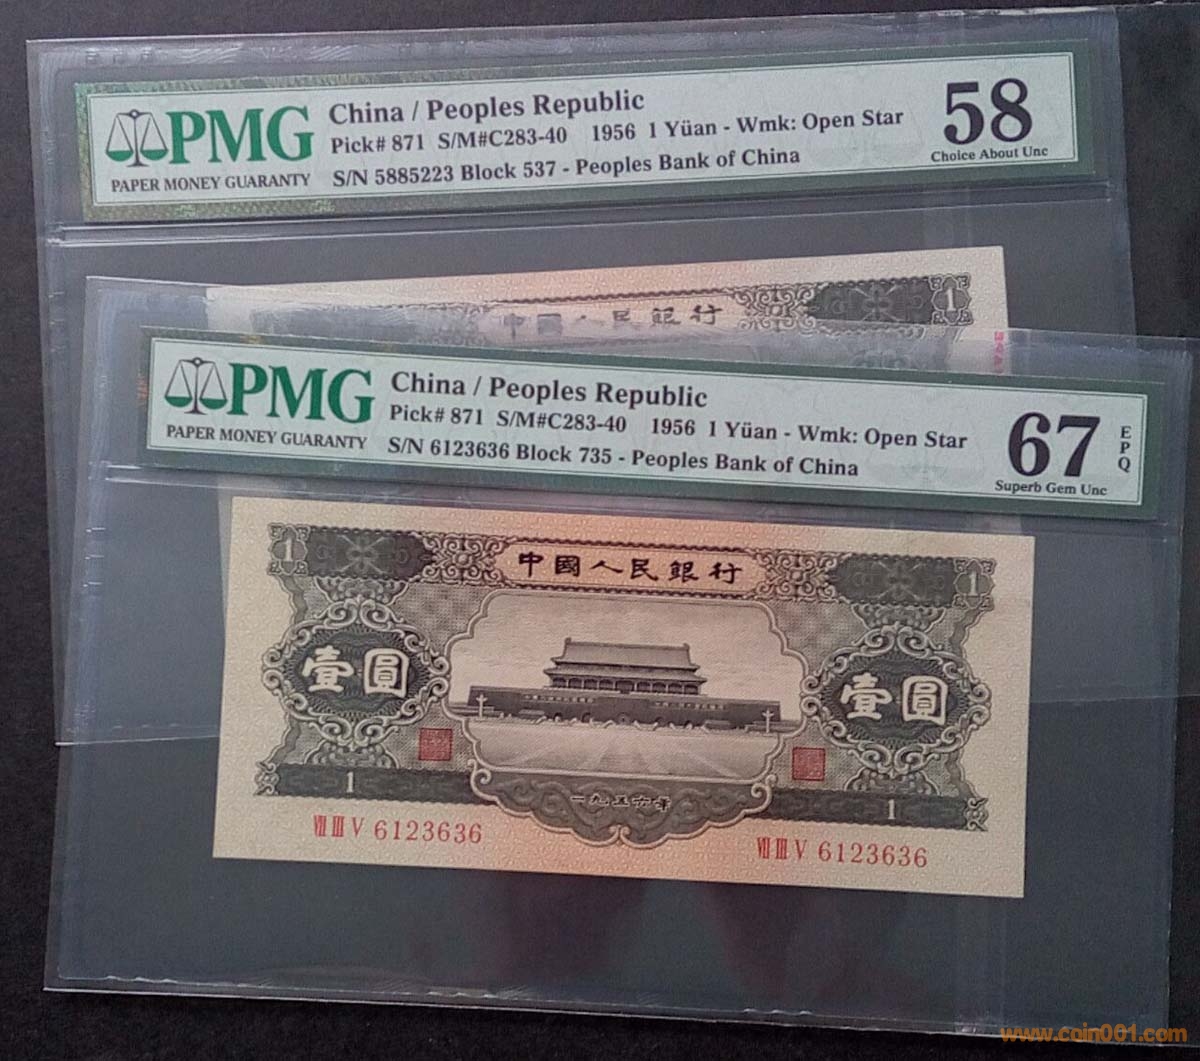 PMG
PAPER MONEY GUARANTY
China / Peoples Republic
Pick# 871 S/M#C283-40 1956 1 Yüan - Wmk: Open Star
S/N 5885223 Block 537 - Peoples Bank of China
58
Choice About Unc
1
中國人民銀行
PMG
PAPER MONEY GUARANTY
China / Peoples Republic
Pick# 871 S/M#C283-40 1956 1 Yüan - Wmk: Open Star
S/N 6123636 Block 735 - Peoples Bank of China
67
EPQ
Superb Gem Unc
1 中國人民銀行 1
壹圓 壹圓
1 一九五六年 1
Ⅶ Ⅲ Ⅴ 6123636
Ⅶ Ⅲ Ⅴ 6123636
www.coin001.com